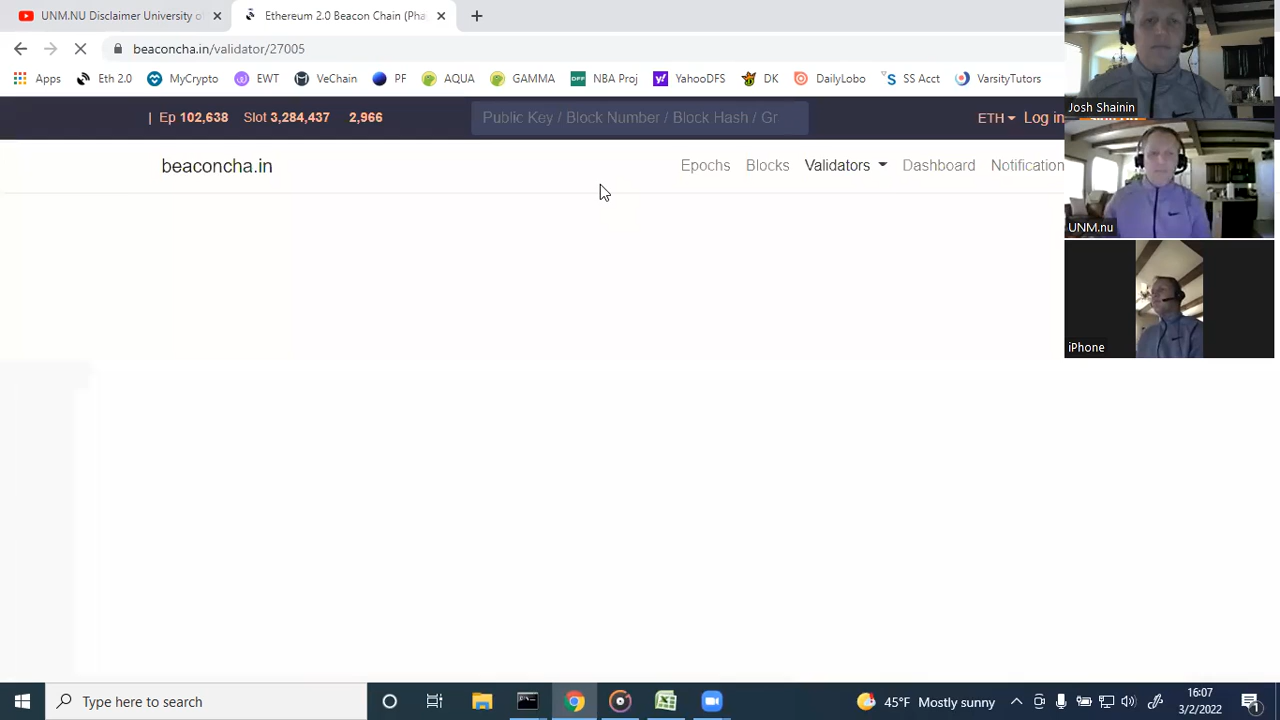 UNM.NU Disclaimer University of
Ethereum 2.0 Beacon Chain (Pha
beaconcha.in/validator/27005
Apps Eth 2.0 MyCrypto EWT VeChain PF AQUA GAMMA NBA Proj YahooDFS DK DailyLobo SS Acct VarsityTutors
| Ep 102,638 Slot 3,284,437 2,966 Public Key / Block Number / Block Hash / Gr ETH Log in
beaconcha.in Epochs Blocks Validators Dashboard Notification
Josh Shainin
UNM.nu
iPhone
Type here to search
45°F Mostly sunny
16:07
3/2/2022
1